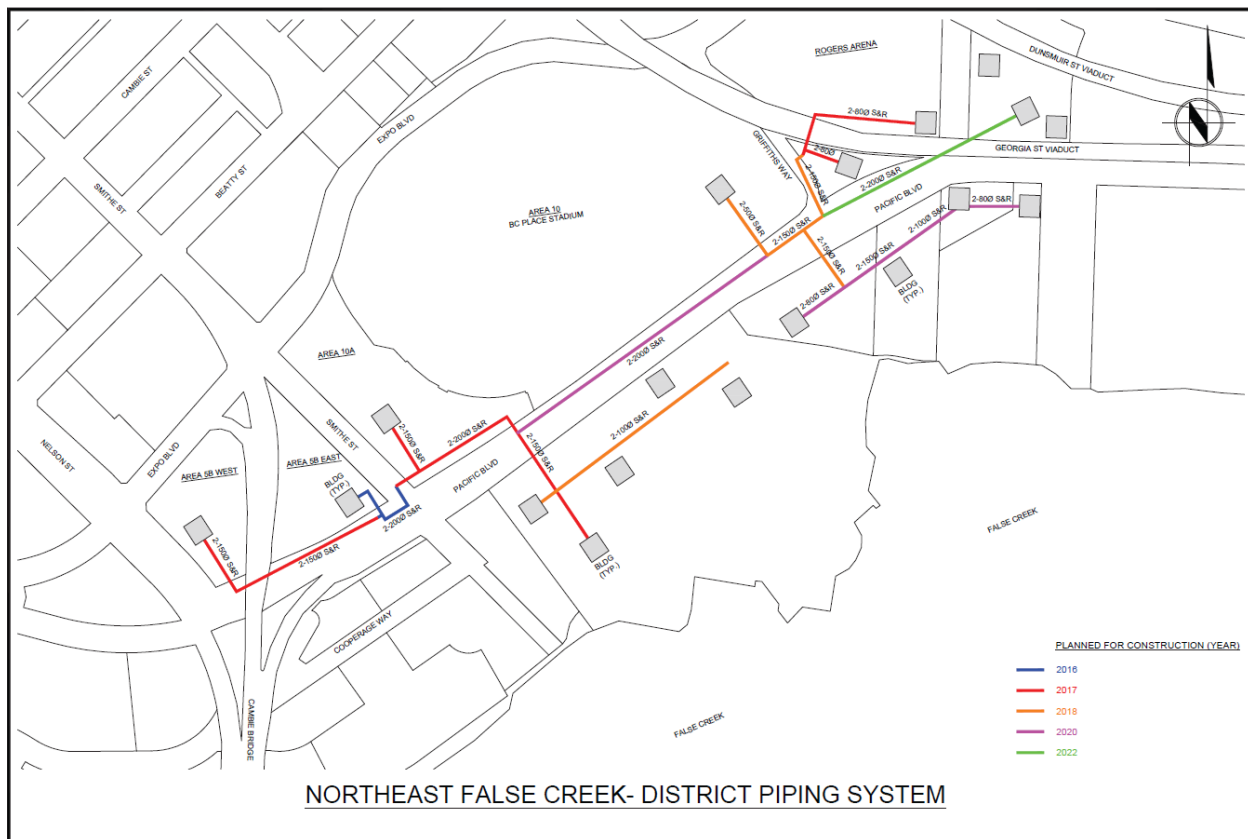 ROGERS ARENA
DUNSMUIR ST VIADUCT
CAMBIE ST
EXPO BLVD
2-80Ø S&R
2-80Ø
GRIFFITHS WAY
GEORGIA ST VIADUCT
BEATTY ST
SMITHE ST
2-150Ø S&R
2-200Ø S&R
PACIFIC BLVD
2-80Ø S&R
AREA 10
BC PLACE STADIUM
2-50Ø S&R
2-150Ø S&R
2-100Ø S&R
2-150Ø S&R
2-150Ø S&R
BLDG
(TYP.)
2-80Ø S&R
AREA 10A
2-200Ø S&R
SMITHE ST
2-200Ø S&R
2-100Ø S&R
2-150Ø S&R
2-150Ø S&R
NELSON ST
EXPO BLVD
AREA 5B WEST
AREA 5B EAST
PACIFIC BLVD
BLDG
(TYP.)
2-200Ø S&R
2-150Ø S&R
2-150Ø S&R
BLDG
(TYP.)
FALSE CREEK
COOPERAGE WAY
CAMBIE BRIDGE
FALSE CREEK
PLANNED FOR CONSTRUCTION (YEAR)
2016
2017
2018
2020
2022
NORTHEAST FALSE CREEK- DISTRICT PIPING SYSTEM